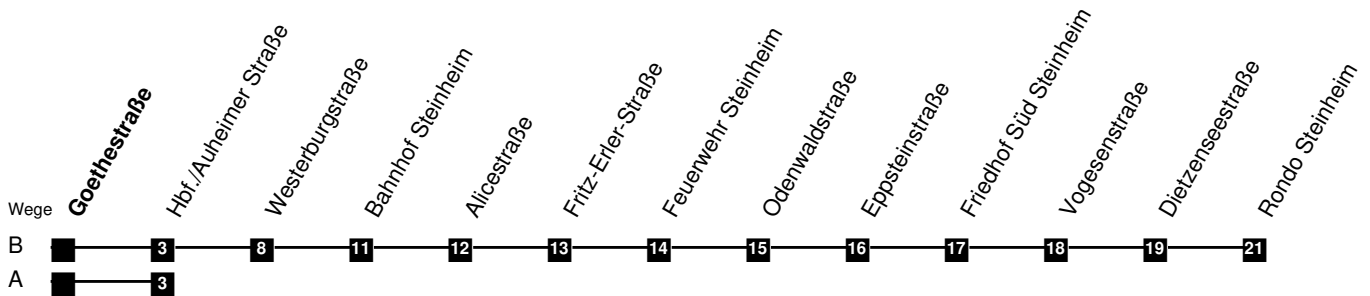 Goethestraße
Hbf./Auheimer Straße
Westerburgstraße
Bahnhof Steinheim
Alicestraße
Fritz-Erler-Straße
Feuerwehr Steinheim
Odenwaldstraße
Eppsteinstraße
Friedhof Süd Steinheim
Vogesenstraße
Dietzenseestraße
Rondo Steinheim
Wege
B 3 8 11 12 13 14 15 16 17 18 19 21
A 3